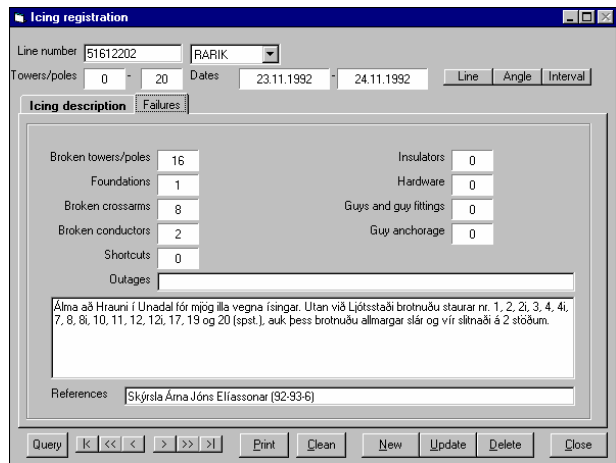 Icing registration
Line number 51612202 RARIK
Towers/poles 0 - 20 Dates 23.11.1992 - 24.11.1992 Line Angle Interval
Icing description Failures
Broken towers/poles 16 Insulators 0
Foundations 1 Hardware 0
Broken crossarms 8 Guys and guy fittings 0
Broken conductors 2 Guy anchorage 0
Shortcuts 0
Outages
Álma að Hrauni í Unadal fór mjög illa vegna ísingar. Utan við Ljótsstaði brotnuðu staurar nr. 1, 2, 2i, 3, 4, 4i,
7, 8, 8i, 10, 11, 12, 12i, 17, 19 og 20 (spst.), auk þess brotnuðu allmargar slár og vír slitnaði á 2 stöðum.
References Skýrsla Árna Jóns Elíassonar (92-93-6)
Query |< << < > >> >| Print Clean New Update Delete Close